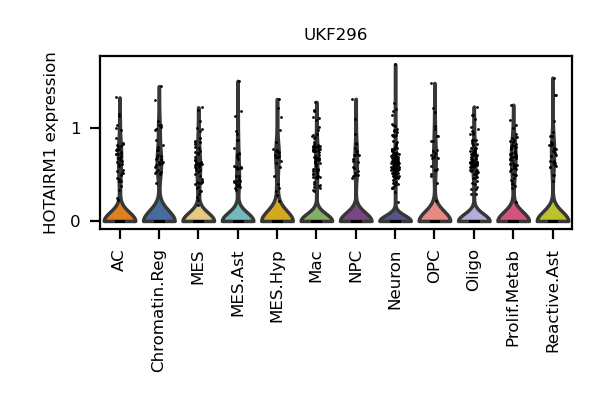 UKF296
HOTAIRM1 expression
1
0
AC
Chromatin.Reg
MES
MES.Ast
MES.Hyp
Mac
NPC
Neuron
OPC
Oligo
Prolif.Metab
Reactive.Ast